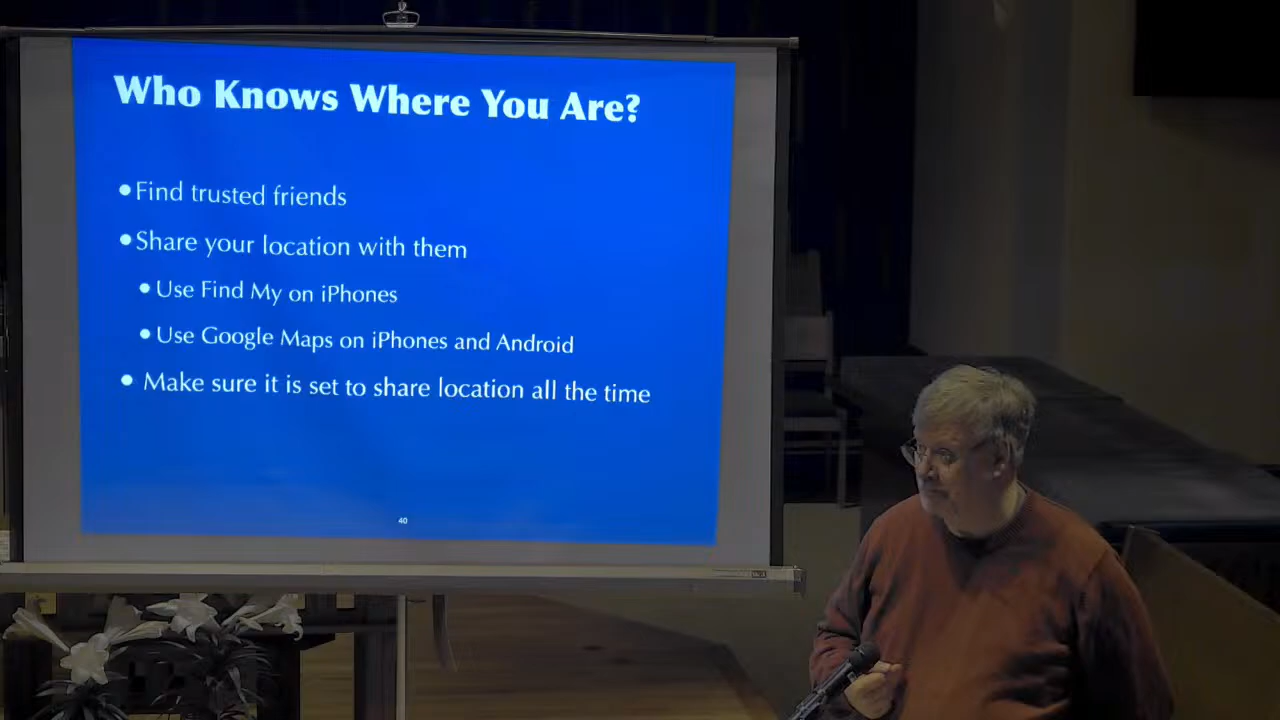 Who Knows Where You Are?
•Find trusted friends
•Share your location with them
•Use Find My on iPhones
•Use Google Maps on iPhones and Android
• Make sure it is set to share location all the time
40